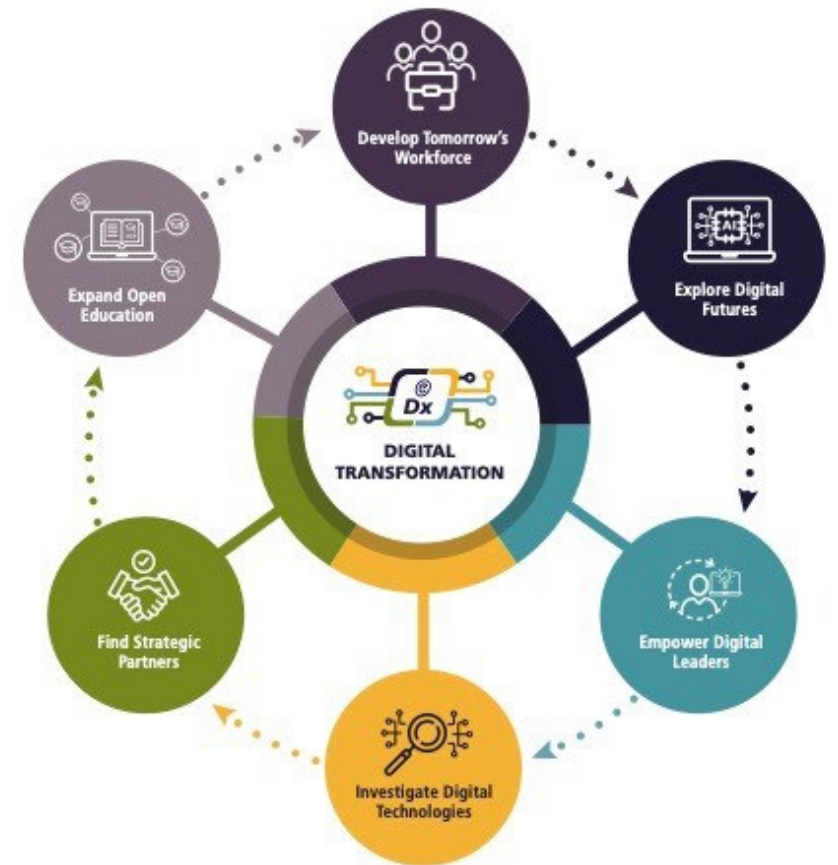 Develop Tomorrow's
Workforce
Explore Digital
Futures
AI
Empower Digital
Leaders
Investigate Digital
Technologies
Find Strategic
Partners
Expand Open
Education
@
Dx
DIGITAL
TRANSFORMATION